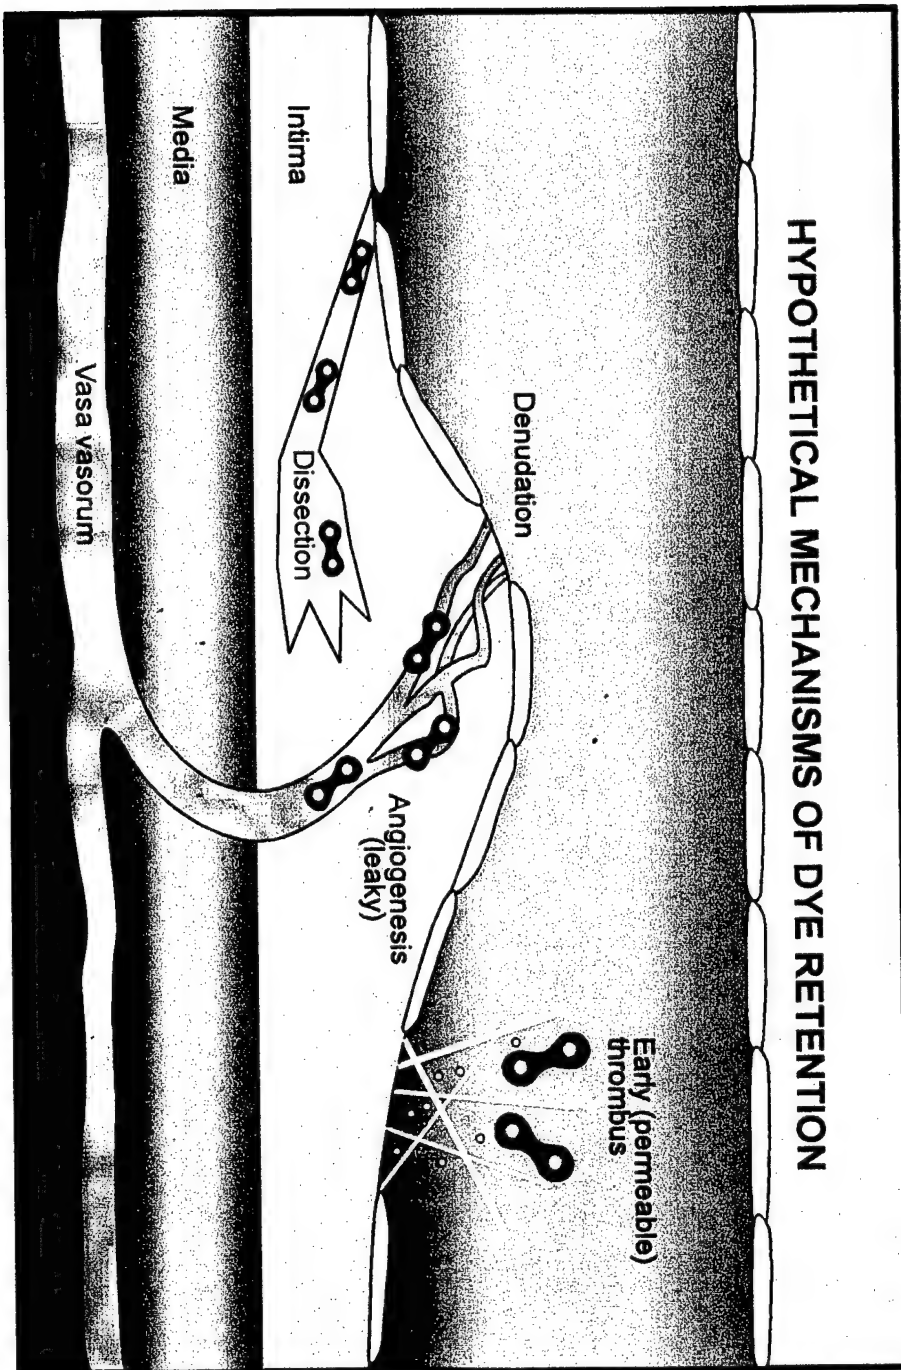 HYPOTHETICAL MECHANISMS OF DYE RETENTION
Early (permeable)
thrombus
Denudation
Angiogenesis
(leaky)
Dissection
Intima
Media
Vasa vasorum